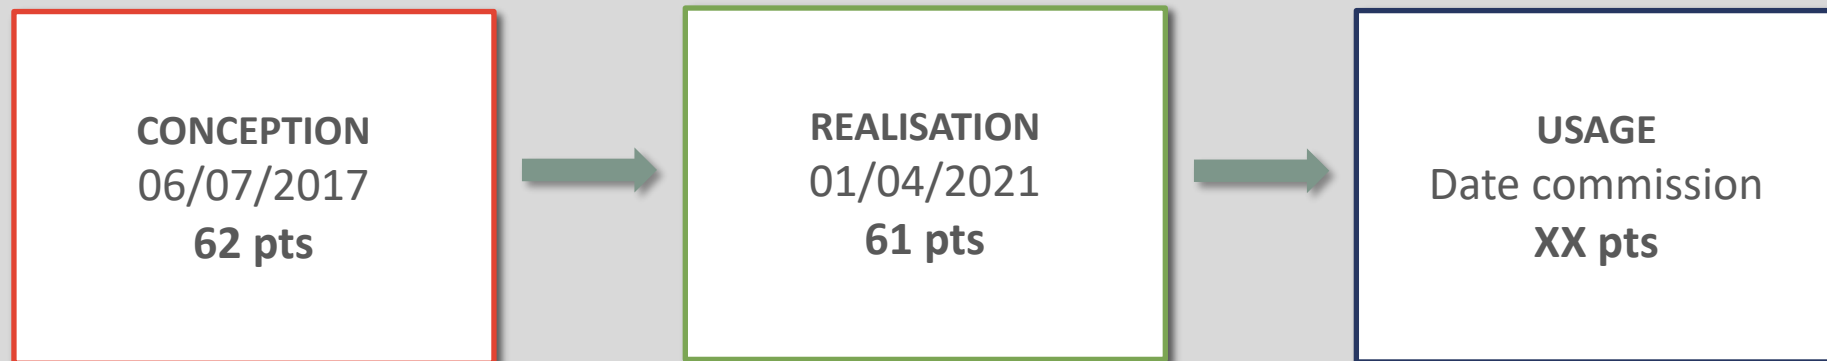 CONCEPTION
06/07/2017
62 pts
REALISATION
01/04/2021
61 pts
USAGE
Date commission
XX pts